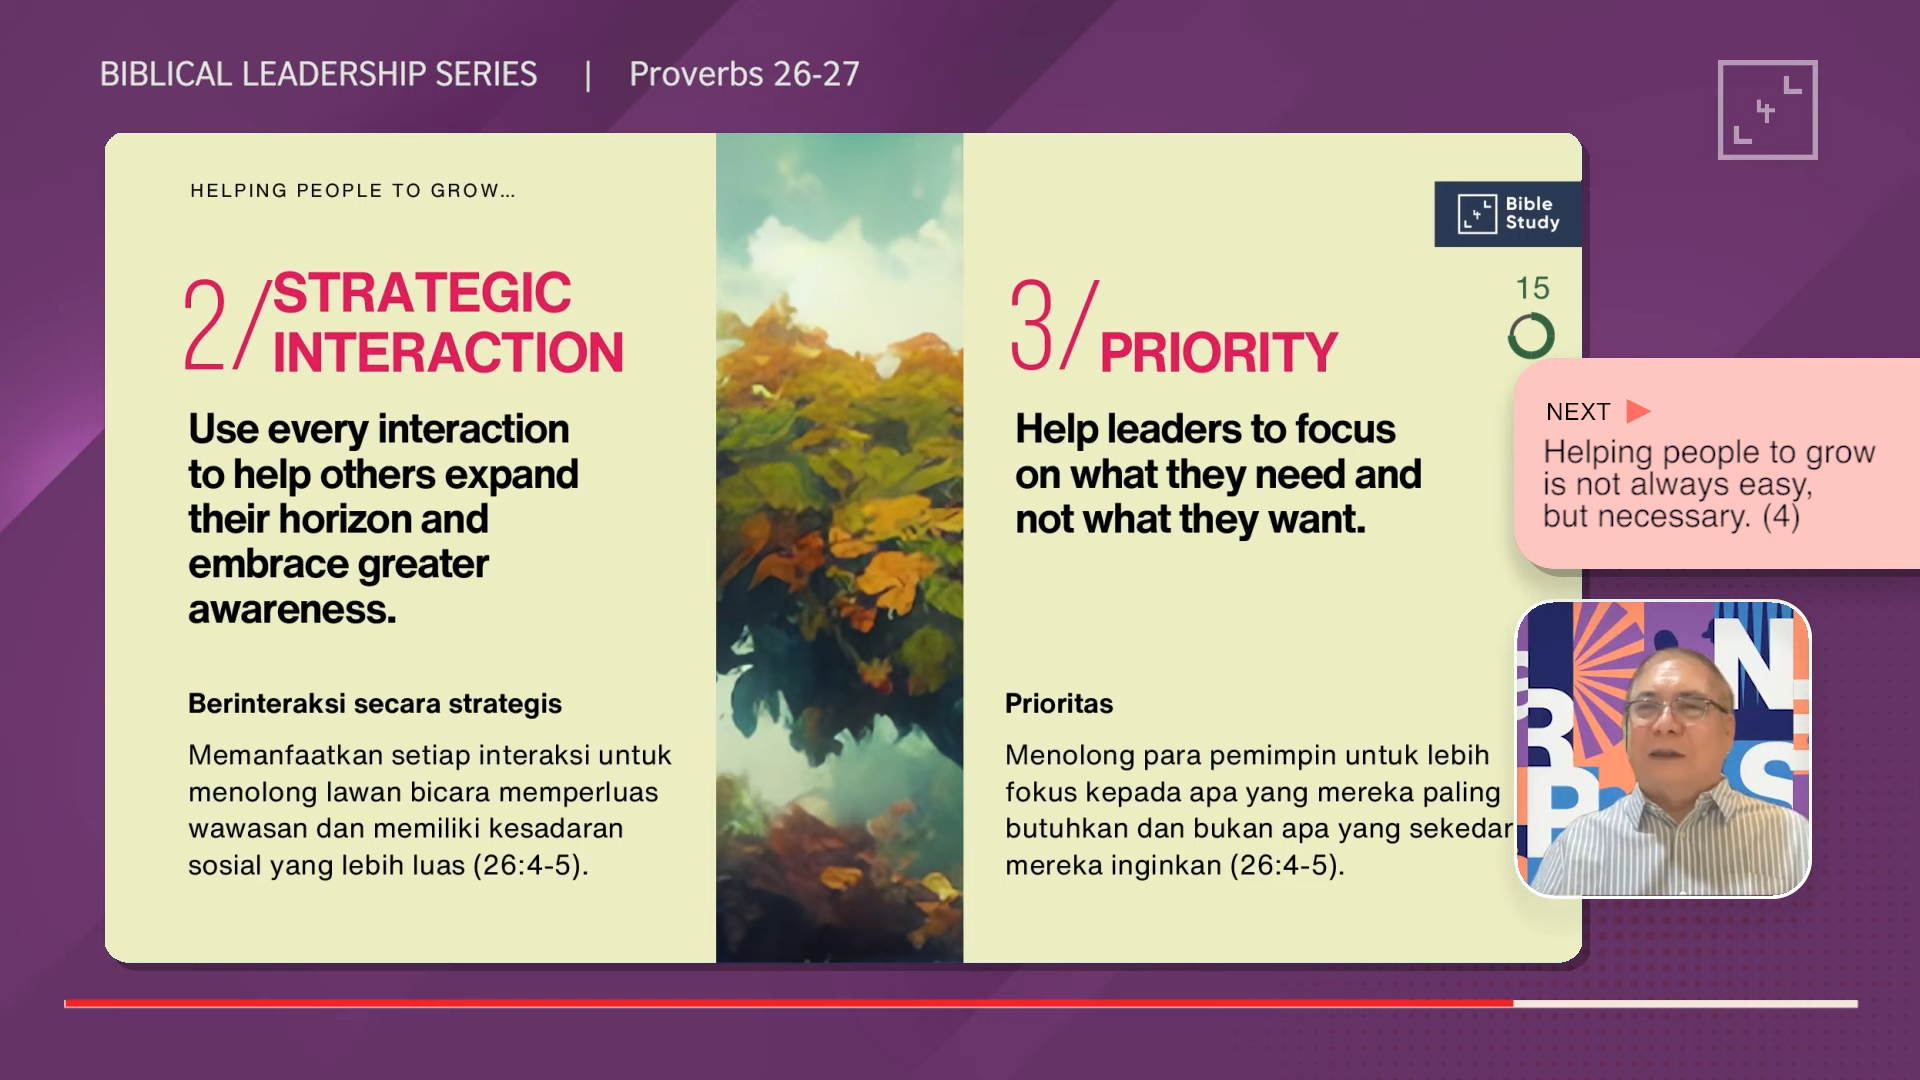 BIBLICAL LEADERSHIP SERIES | Proverbs 26-27
HELPING PEOPLE TO GROW...
Bible
Study
2/ STRATEGIC
INTERACTION
Use every interaction
to help others expand
their horizon and
embrace greater
awareness.
Berinteraksi secara strategis
Memanfaatkan setiap interaksi untuk
menolong lawan bicara memperluas
wawasan dan memiliki kesadaran
sosial yang lebih luas (26:4-5).
3/ PRIORITY
Help leaders to focus
on what they need and
not what they want.
Prioritas
Menolong para pemimpin untuk lebih
fokus kepada apa yang mereka paling
butuhkan dan bukan apa yang sekedar
mereka inginkan (26:4-5).
15
NEXT
Helping people to grow
is not always easy,
but necessary. (4)